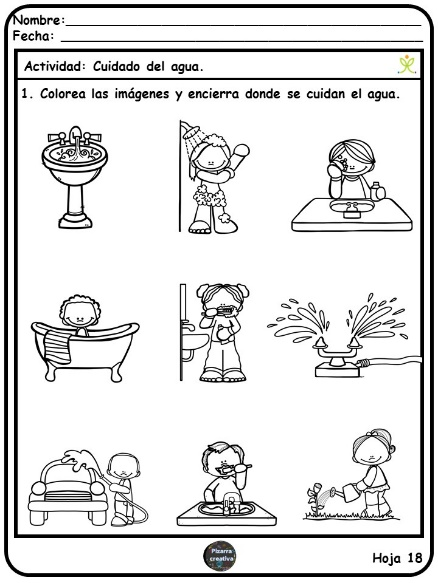 Nombre:
Fecha:
Actividad: Cuidado del agua.
1. Colorea las imágenes y encierra donde se cuidan el agua.
Pizarra
creativa
Hoja 18